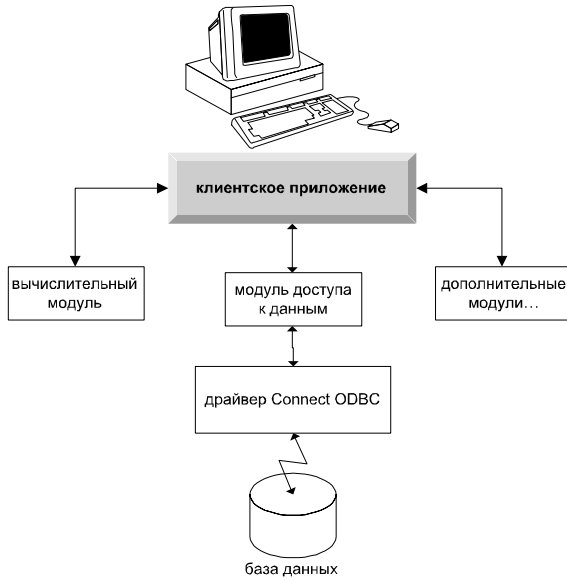 клиентское приложение
вычислительный
модуль
модуль доступа
к данным
дополнительные
модули...
драйвер Connect ODBC
база данных